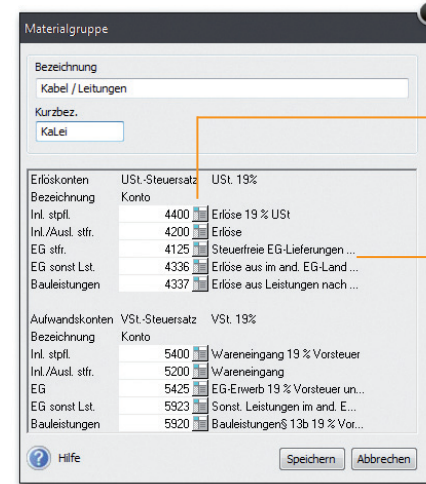 Materialgruppe
Bezeichnung
Kabel / Leitungen
Kurzbez.
KaLei
Erlöskonten USt.-Steuersatz USt. 19%
Bezeichnung Konto
Inl. stpfl. 4400 Erlöse 19 % USt
Inl./Ausl. stfr. 4200 Erlöse
EG stfr. 4125 Steuerfreie EG-Lieferungen ...
EG sonst Lst. 4336 Erlöse aus im and. EG-Land ...
Bauleistungen 4337 Erlöse aus Leistungen nach ...
Aufwandskonten VSt.-Steuersatz VSt. 19%
Bezeichnung Konto
Inl. stpfl. 5400 Wareneingang 19 % Vorsteuer
Inl./Ausl. stfr. 5200 Wareneingang
EG 5425 EG-Erwerb 19 % Vorsteuer un...
EG sonst Lst. 5923 Sonst. Leistungen im and. E...
Bauleistungen 5920 Bauleistungen§ 13b 19 % Vor...
Hilfe Speichern Abbrechen